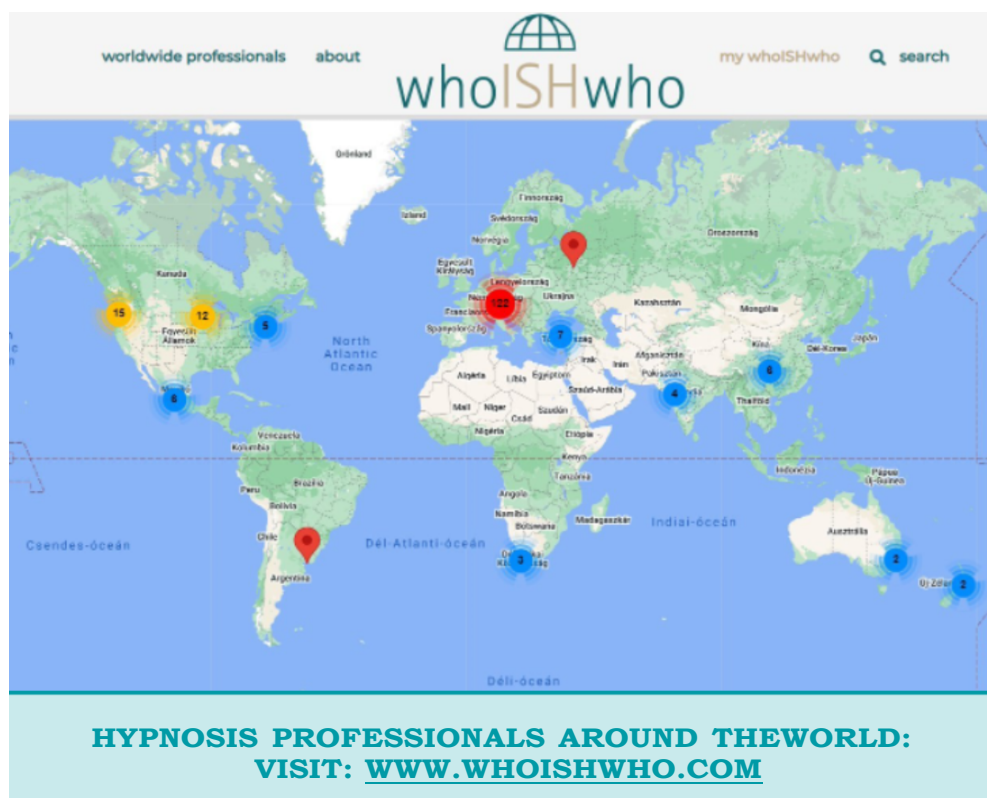 worldwide professionals about
whoISHwho
my whoISHwho
search
Grönland
Izland
Finnország
Svédország
Norvégia
Oroszország
Egyesült
Királyság
Lengyelország
Kanada
122
Ukrajna
Kazahsztán
Mongólia
15
12
5
Egyesült
Államok
Spanyolország
7
North
Atlantic
Ocean
Japán
Dél-Korea
Kína
6
Irak
Irán
Afganisztán
Pakisztán
4
6
Algéria
Líbia
Egyiptom
Szaúd-Arábia
Thaiföld
Mali
Niger
Csád
Szudán
Nigéria
Etiópia
Venezuela
Kolumbia
Kenya
Tanzánia
Indonézia
Pápua
Új-Guinea
Peru
Brazília
Bolívia
Angola
Namíbia
Botswana
Madagaszkár
Indiai-óceán
Ausztrália
Chile
Csendes-óceán
Dél-Atlanti-óceán
3
2
2
Argentína
Déli-óceán
HYPNOSIS PROFESSIONALS AROUND THEWORLD:
VISIT: WWW.WHOISHWHO.COM